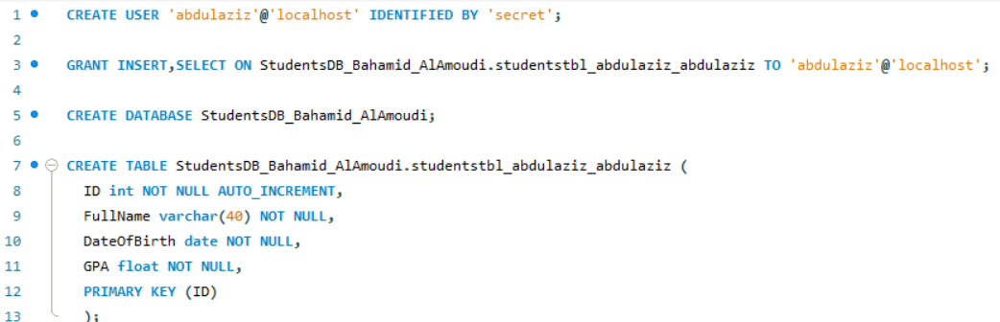 1 CREATE USER 'abdulaziz'@'localhost' IDENTIFIED BY 'secret';
2
3 GRANT INSERT,SELECT ON StudentsDB_Bahamid_AlAmoudi.studentstbl_abdulaziz_abdulaziz TO 'abdulaziz'@'localhost';
4
5 CREATE DATABASE StudentsDB_Bahamid_AlAmoudi;
6
7 CREATE TABLE StudentsDB_Bahamid_AlAmoudi.studentstbl_abdulaziz_abdulaziz (
8 ID int NOT NULL AUTO_INCREMENT,
9 FullName varchar(40) NOT NULL,
10 DateOfBirth date NOT NULL,
11 GPA float NOT NULL,
12 PRIMARY KEY (ID)
13 );